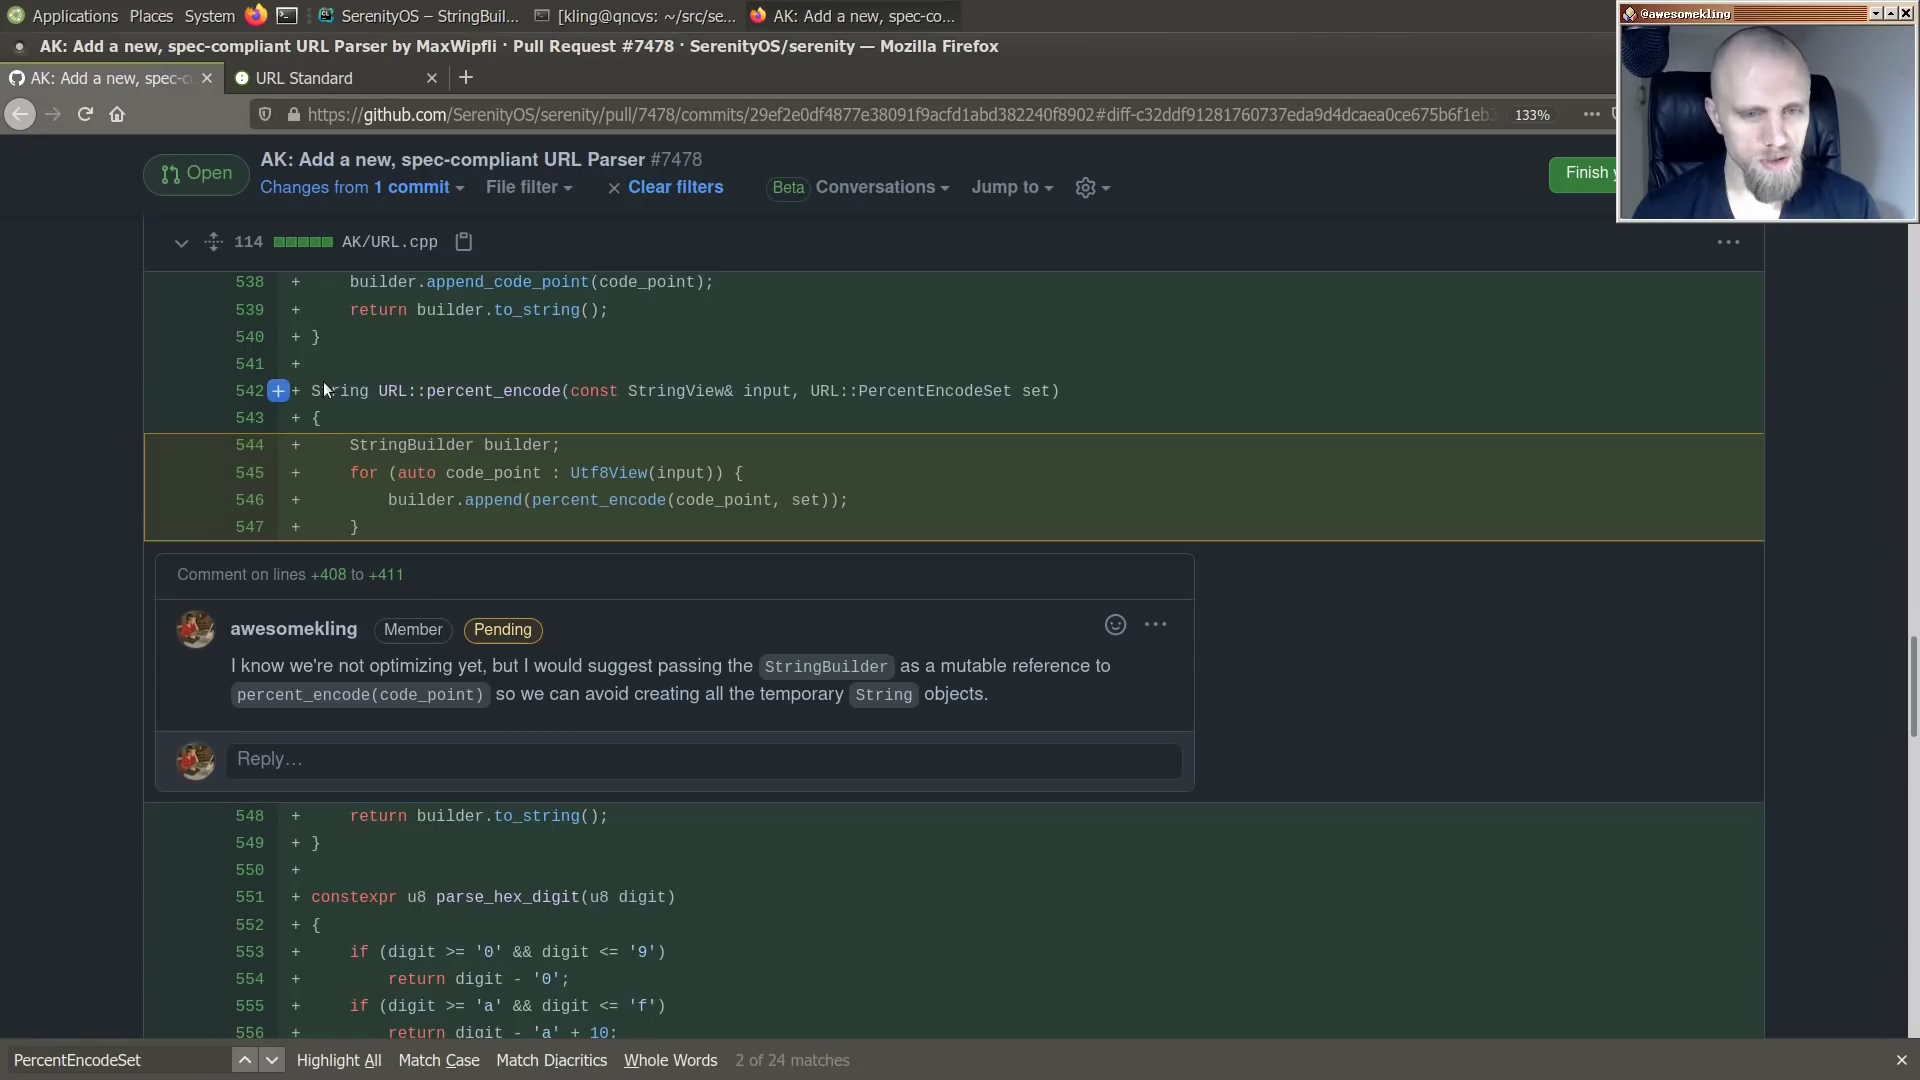 Applications Places System SerenityOS – StringBuil... [kling@qncvs: ~/src/se... AK: Add a new, spec-co...
@awesomekling
AK: Add a new, spec-compliant URL Parser by MaxWipfli · Pull Request #7478 · SerenityOS/serenity — Mozilla Firefox
AK: Add a new, spec-c URL Standard
https://github.com/SerenityOS/serenity/pull/7478/commits/29ef2e0df4877e38091f9acfd1abd382240f8902#diff-c32ddf91281760737eda9d4dcaea0ce675b6f1eb3 133%
Open AK: Add a new, spec-compliant URL Parser #7478
Changes from 1 commit File filter Clear filters Beta Conversations Jump to Finish
114 AK/URL.cpp
538 + builder.append_code_point(code_point);
539 + return builder.to_string();
540 + }
541 +
542 + String URL::percent_encode(const StringView& input, URL::PercentEncodeSet set)
543 + {
544 + StringBuilder builder;
545 + for (auto code_point : Utf8View(input)) {
546 + builder.append(percent_encode(code_point, set));
547 + }
Comment on lines +408 to +411
awesomekling Member Pending
I know we're not optimizing yet, but I would suggest passing the StringBuilder as a mutable reference to
percent_encode(code_point) so we can avoid creating all the temporary String objects.
Reply...
548 + return builder.to_string();
549 + }
550 +
551 + constexpr u8 parse_hex_digit(u8 digit)
552 + {
553 + if (digit >= '0' && digit <= '9')
554 + return digit - '0';
555 + if (digit >= 'a' && digit <= 'f')
556 + return digit - 'a' + 10;
PercentEncodeSet Highlight All Match Case Match Diacritics Whole Words 2 of 24 matches